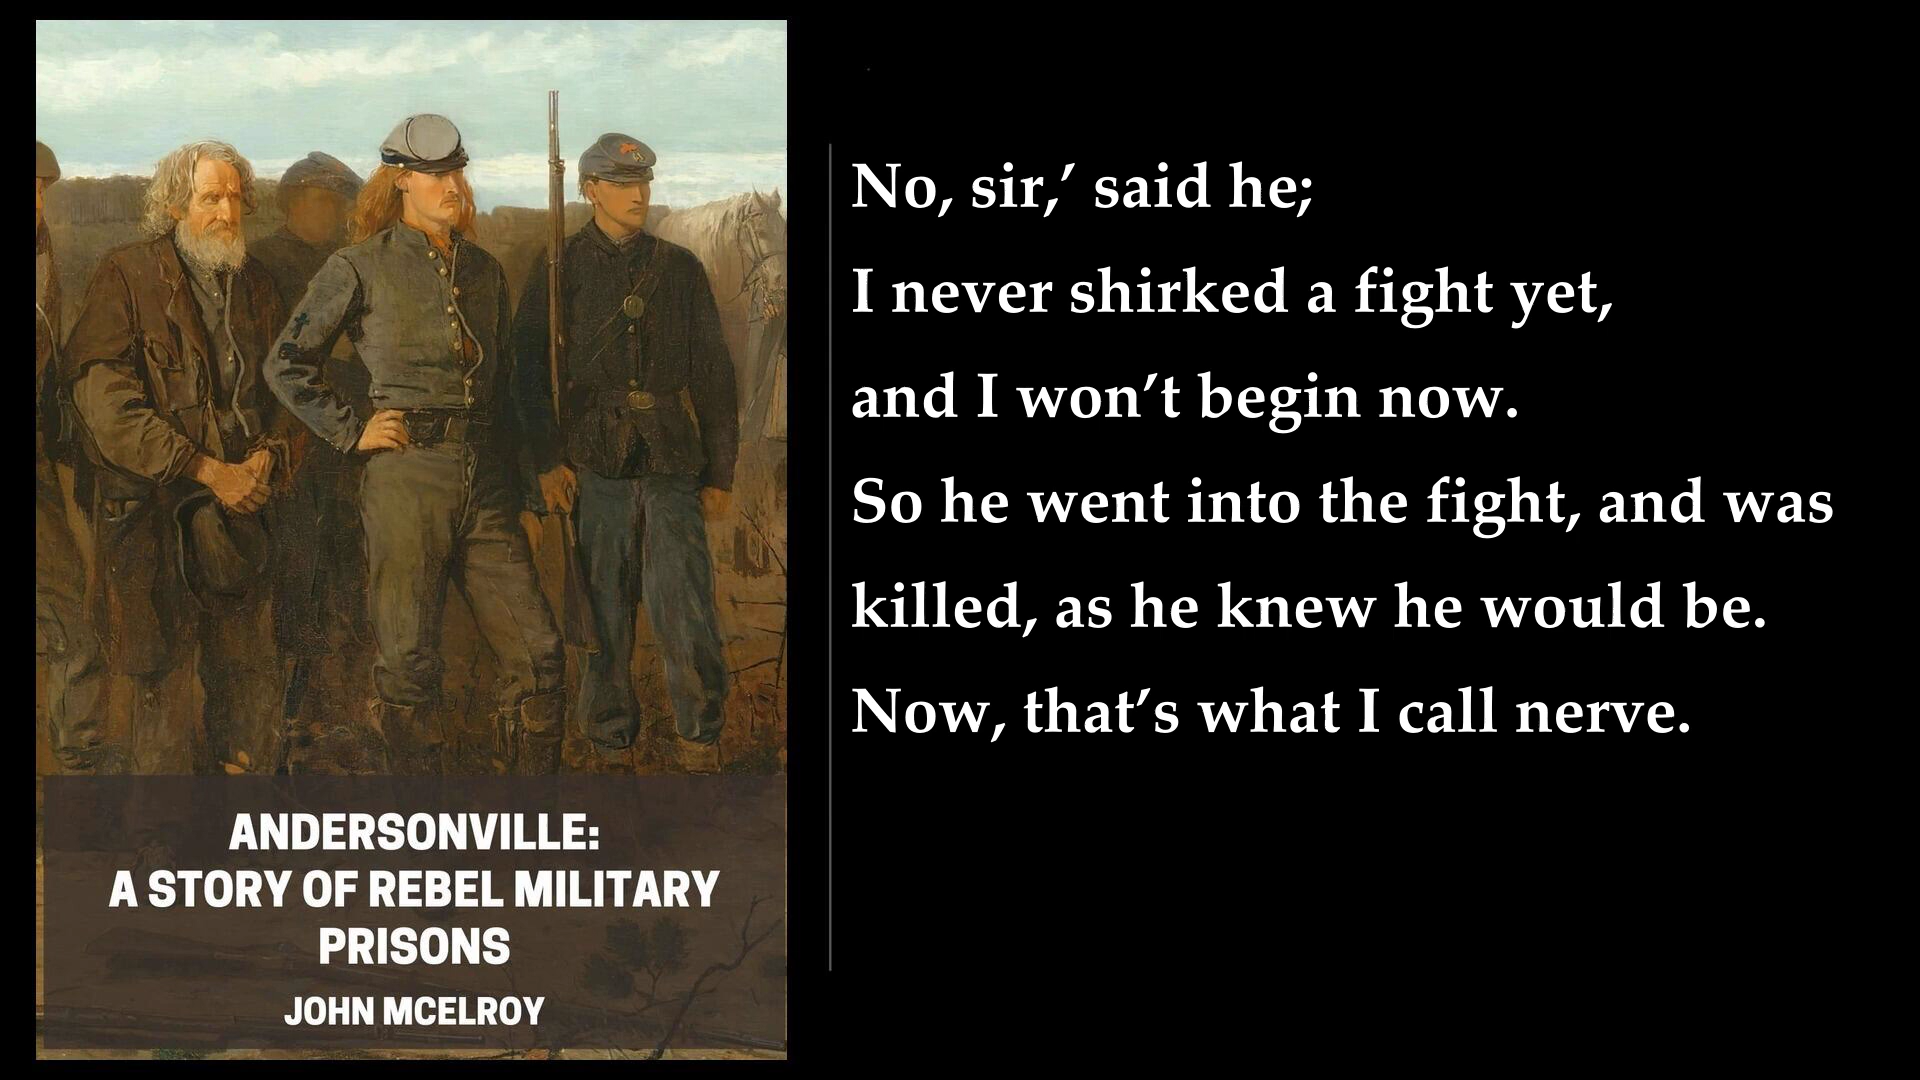 ANDERSONVILLE:
A STORY OF REBEL MILITARY
PRISONS
JOHN MCELROY
No, sir,’ said he;
I never shirked a fight yet,
and I won’t begin now.
So he went into the fight, and was
killed, as he knew he would be.
Now, that’s what I call nerve.